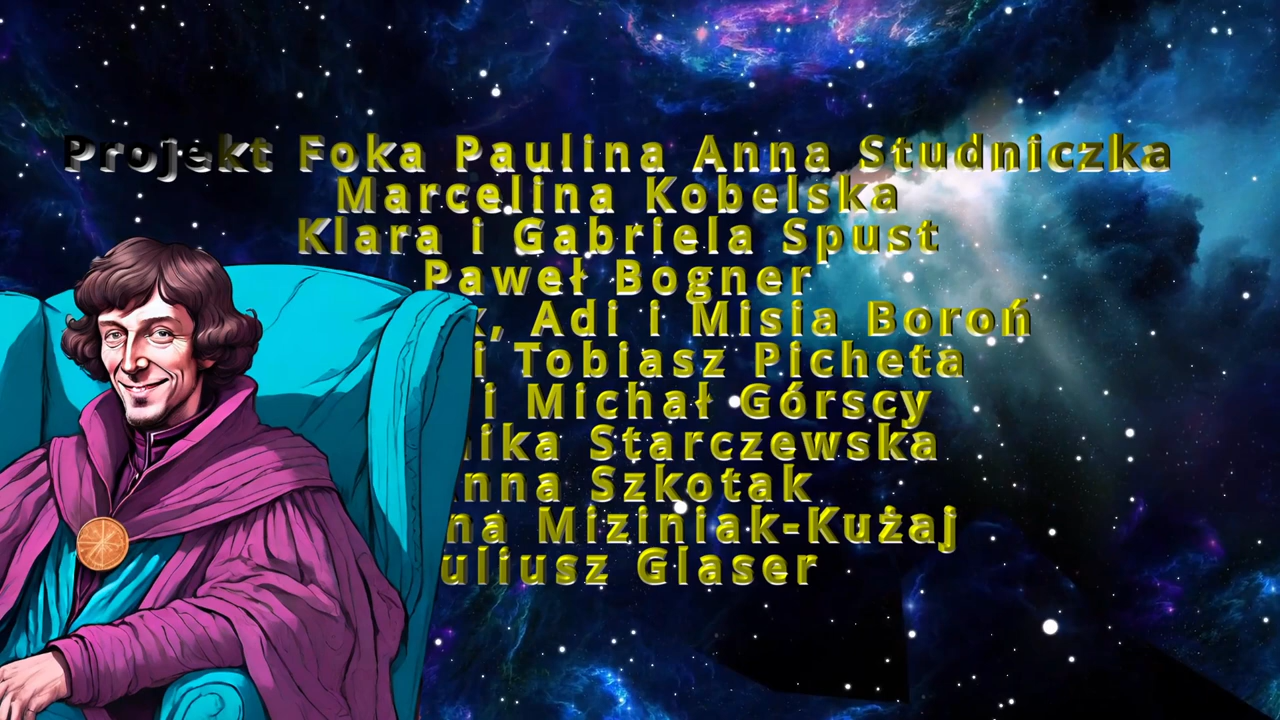 Projekt Foka Paulina Anna Studniczka
Marcelina Kobelska
Klara i Gabriela Spust
Paweł Bogner
Adi i Misia Boroń
i Tobiasz Picheta
i Michał Górscy
Starczewska
Szkotak
Miziniak-Kużaj
Glaser